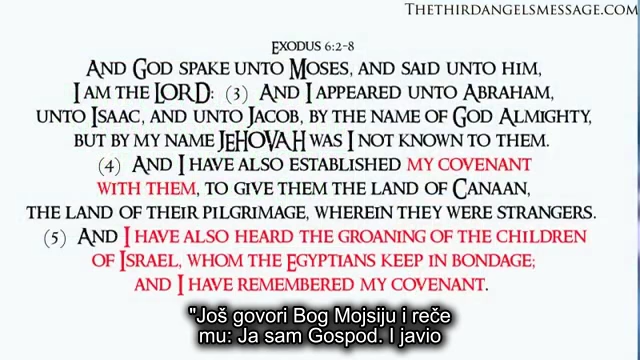 Thethirdangelsmessage.com
Exodus 6:2-8
And God spake unto Moses, and said unto him,
I am the LORD: (3) And I appeared unto Abraham,
unto Isaac, and unto Jacob, by the name of God Almighty,
but by my name JEHOVAH was I not known to them.
(4) And I have also established my covenant
with them, to give them the land of Canaan,
the land of their pilgrimage, wherein they were strangers.
(5) And I have also heard the groaning of the children
of Israel, whom the Egyptians keep in bondage;
and I have remembered my covenant.
"Još govori Bog Mojsiju i reče
mu: Ja sam Gospod. I javio